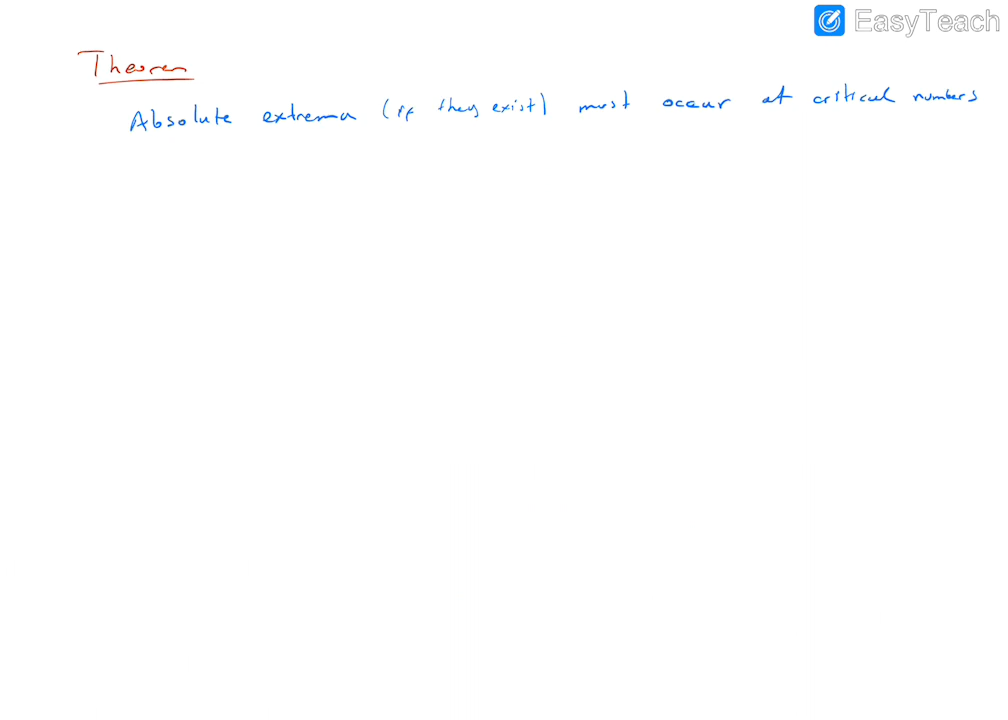 EasyTeach
Theorem
Absolute extrema (if they exist) must occur at critical numbers